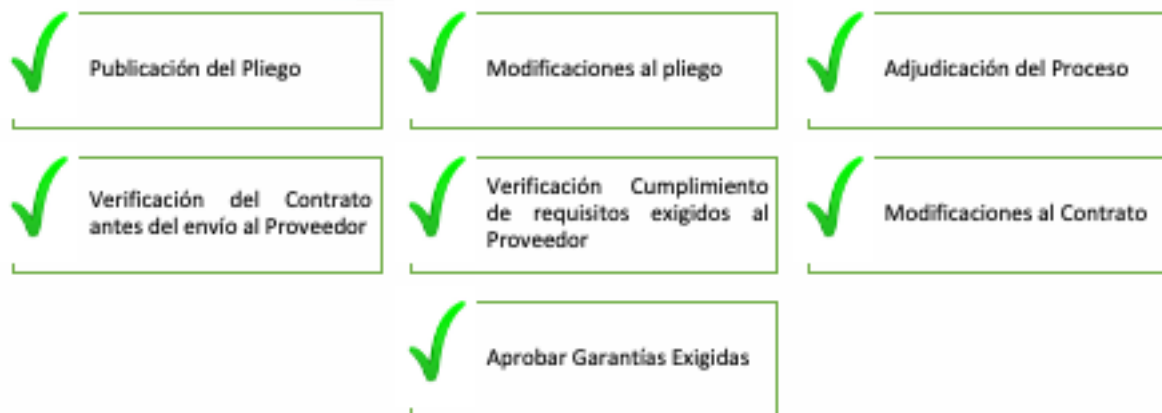 Publicación del Pliego
Modificaciones al pliego
Adjudicación del Proceso
Verificación del Contrato
antes del envío al Proveedor
Verificación Cumplimiento
de requisitos exigidos al
Proveedor
Modificaciones al Contrato
Aprobar Garantías Exigidas